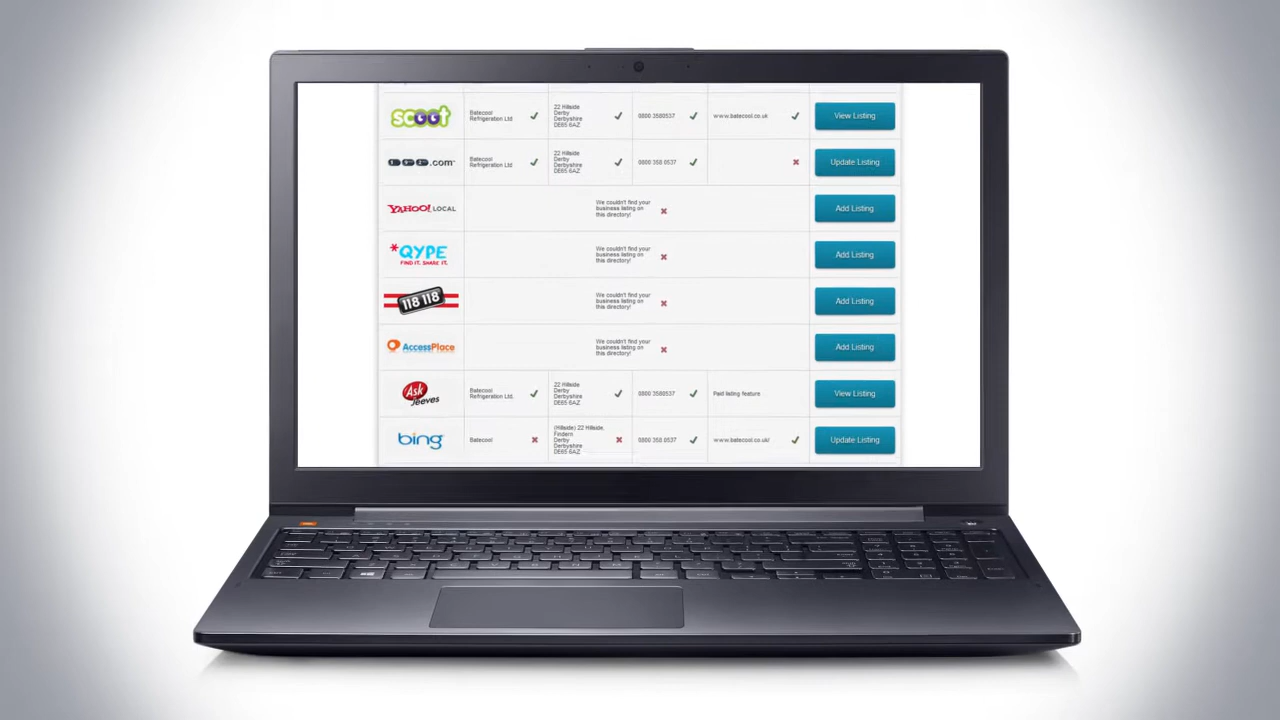 scoot
Batecool
Refrigeraton Ltd
22 Hillside
Derby
Derbyshire
DE65 6AZ
0800 3580537
www.batecool.co.uk
View Listing
.com
Batecool
Refrigeration Ltd
22 Hillside
Derby
Derbyshire
DE65 6AZ
0800 358 0537
Update Listing
YAHOO! LOCAL
We couldn't find your
business listing on
this directory!
Add Listing
*QYPE
FIND IT. SHARE IT.
We couldn't find your
business listing on
this directory!
Add Listing
118 118
We couldn't find your
business listing on
this directory!
Add Listing
AccessPlace
We couldn't find your
business listing on
this directory!
Add Listing
Ask
Jeeves
Batecool
Refrigeration Ltd.
22 Hillside
Derby
Derbyshire
DE65 6AZ
0800 3580537
Paid listing feature
View Listing
bing
Batecool
(Hillside) 22 Hillside,
Findern
Derby
Derbyshire
DE65 6AZ
0800 358 0537
www.batecool.co.uk/
Update Listing